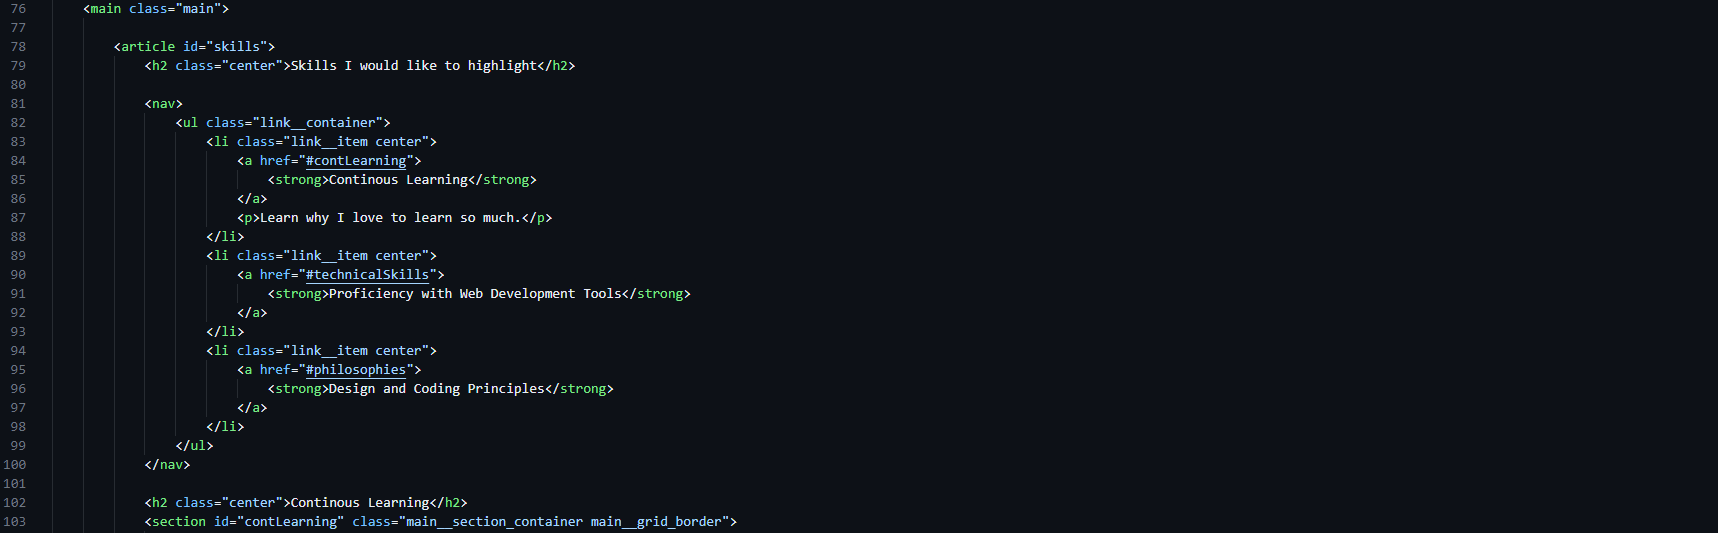 76 <main class="main">
77
78 <article id="skills">
79 <h2 class="center">Skills I would like to highlight</h2>
80
81 <nav>
82 <ul class="link__container">
83 <li class="link__item center">
84 <a href="#contLearning">
85 <strong>Continous Learning</strong>
86 </a>
87 <p>Learn why I love to learn so much.</p>
88 </li>
89 <li class="link__item center">
90 <a href="#technicalSkills">
91 <strong>Proficiency with Web Development Tools</strong>
92 </a>
93 </li>
94 <li class="link__item center">
95 <a href="#philosophies">
96 <strong>Design and Coding Principles</strong>
97 </a>
98 </li>
99 </ul>
100 </nav>
101
102 <h2 class="center">Continous Learning</h2>
103 <section id="contLearning" class="main__section_container main__grid_border">